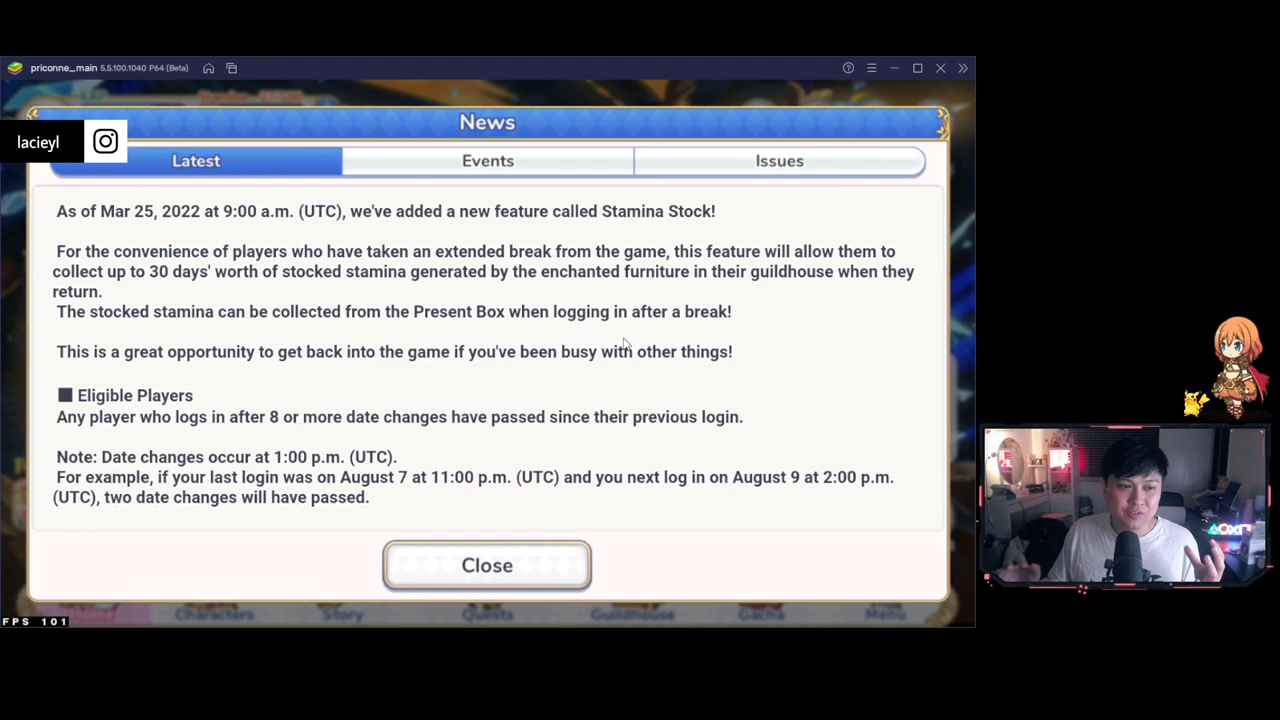 priconne_main 5.5.100.1040 P64 (Beta)
News
lacieyl
Latest
Events
Issues
As of Mar 25, 2022 at 9:00 a.m. (UTC), we've added a new feature called Stamina Stock!
For the convenience of players who have taken an extended break from the game, this feature will allow them to
collect up to 30 days' worth of stocked stamina generated by the enchanted furniture in their guildhouse when they
return.
The stocked stamina can be collected from the Present Box when logging in after a break!
This is a great opportunity to get back into the game if you've been busy with other things!
■ Eligible Players
Any player who logs in after 8 or more date changes have passed since their previous login.
Note: Date changes occur at 1:00 p.m. (UTC).
For example, if your last login was on August 7 at 11:00 p.m. (UTC) and you next log in on August 9 at 2:00 p.m.
(UTC), two date changes will have passed.
Close
Home Characters Story Quests Guildhouse Gacha Menu
FPS 101